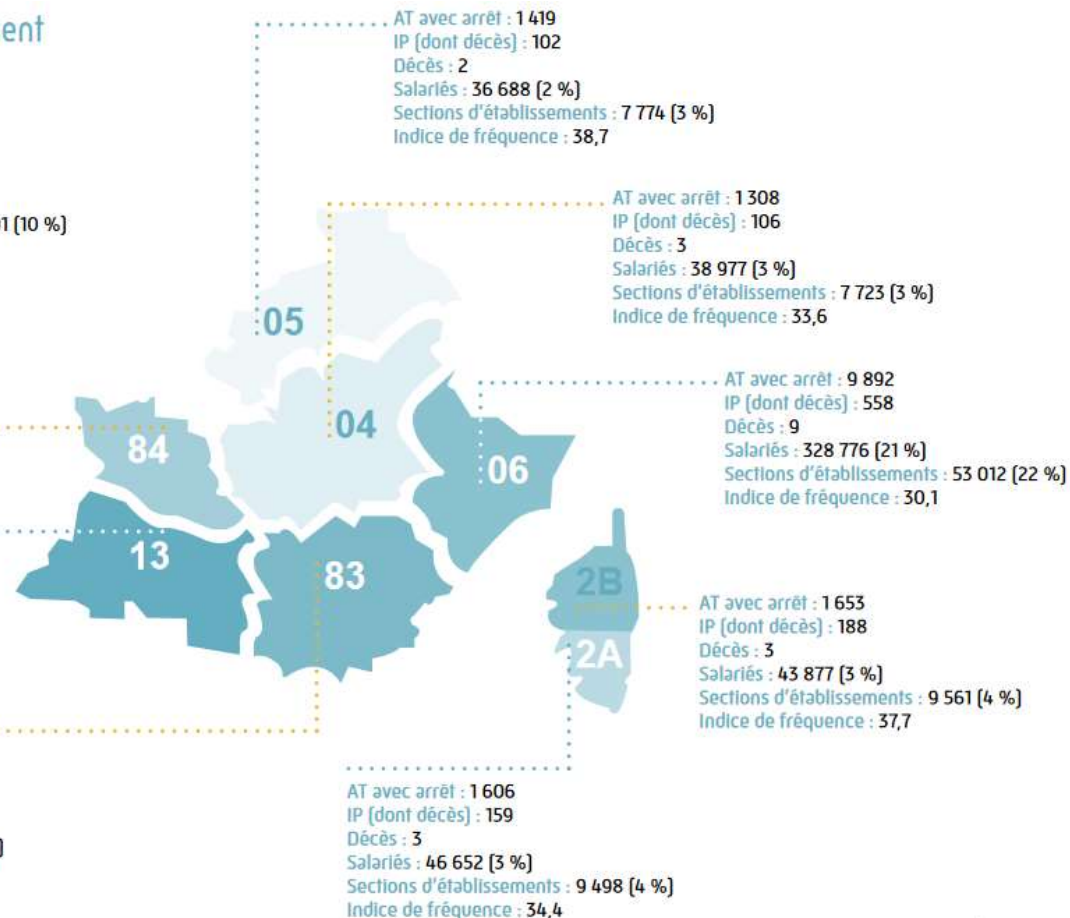 ent
AT avec arrêt : 1 419
IP (dont décès) : 102
Décès : 2
Salariés : 36 688 (2 %)
Sections d'établissements : 7 774 (3 %)
Indice de fréquence : 38,7
AT avec arrêt : 1 308
IP (dont décès) : 106
Décès : 3
Salariés : 38 977 (3 %)
Sections d'établissements : 7 723 (3 %)
Indice de fréquence : 33,6
1 (10 %)
05
04
84
06
13
83
2B
2A
AT avec arrêt : 9 892
IP (dont décès) : 558
Décès : 9
Salariés : 328 776 (21 %)
Sections d'établissements : 53 012 (22 %)
Indice de fréquence : 30,1
AT avec arrêt : 1 653
IP (dont décès) : 188
Décès : 3
Salariés : 43 877 (3 %)
Sections d'établissements : 9 561 (4 %)
Indice de fréquence : 37,7
AT avec arrêt : 1 606
IP (dont décès) : 159
Décès : 3
Salariés : 46 652 (3 %)
Sections d'établissements : 9 498 (4 %)
Indice de fréquence : 34,4
)